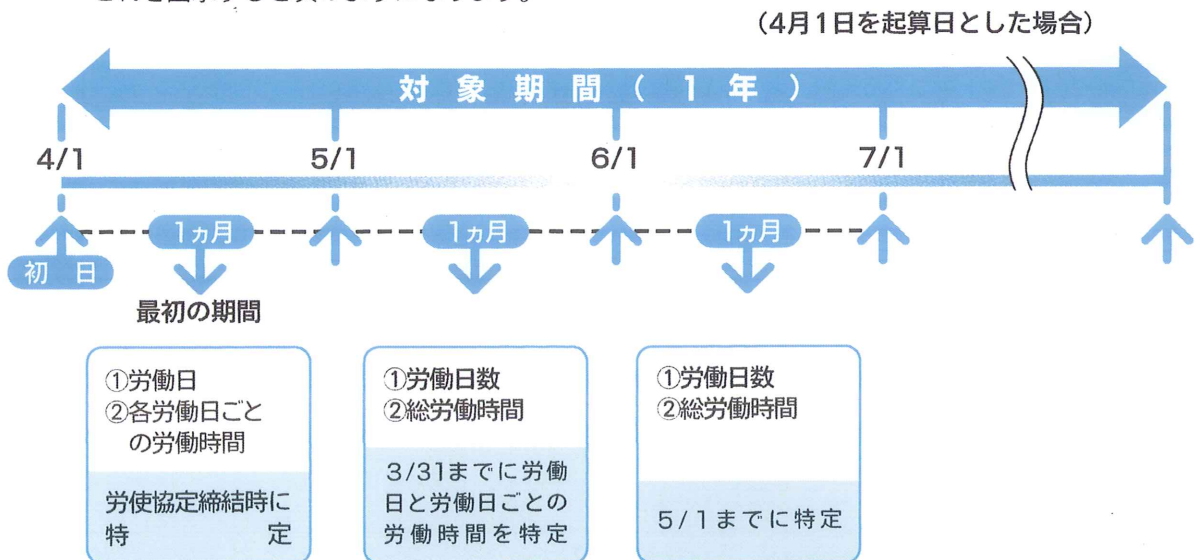 (4月1日を起算日とした場合)
対象期間(1年)
4/1
5/1
6/1
7/1
1ヵ月
1ヵ月
1ヵ月
初日
最初の期間
①労働日
②各労働日ごと
の労働時間
労使協定締結時に
特定
①労働日数
②総労働時間
3/31までに労働
日と労働日ごとの
労働時間を特定
①労働日数
②総労働時間
5/1までに特定